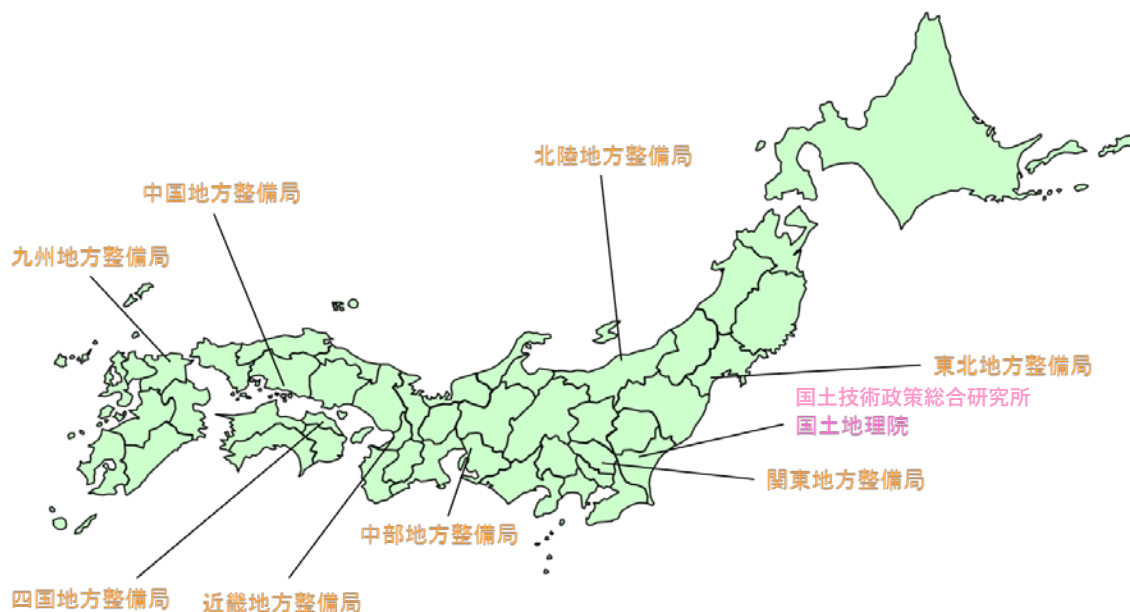 北陸地方整備局
中国地方整備局
九州地方整備局
東北地方整備局
国土技術政策総合研究所
国土地理院
関東地方整備局
中部地方整備局
四国地方整備局
近畿地方整備局